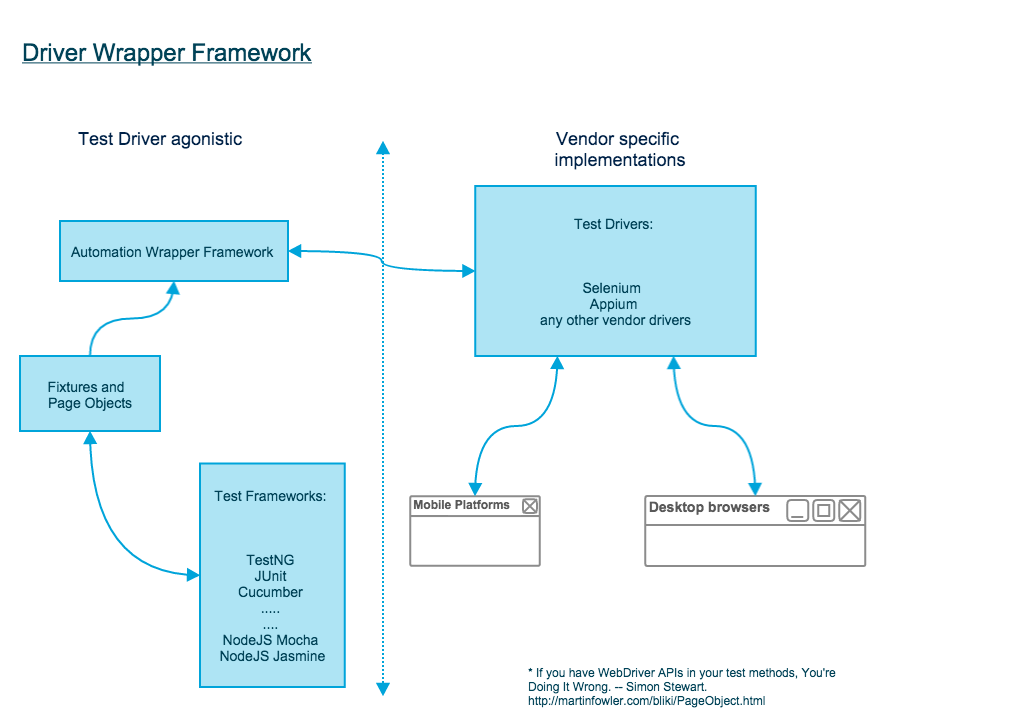 Driver Wrapper Framework
Test Driver agonistic
Vendor specific
implementations
Automation Wrapper Framework
Test Drivers:
Selenium
Appium
any other vendor drivers
Fixtures and
Page Objects
Test Frameworks:
TestNG
JUnit
Cucumber
.....
....
NodeJS Mocha
NodeJS Jasmine
Mobile Platforms
Desktop browsers
* If you have WebDriver APIs in your test methods, You're
Doing It Wrong. -- Simon Stewart.
http://martinfowler.com/bliki/PageObject.html